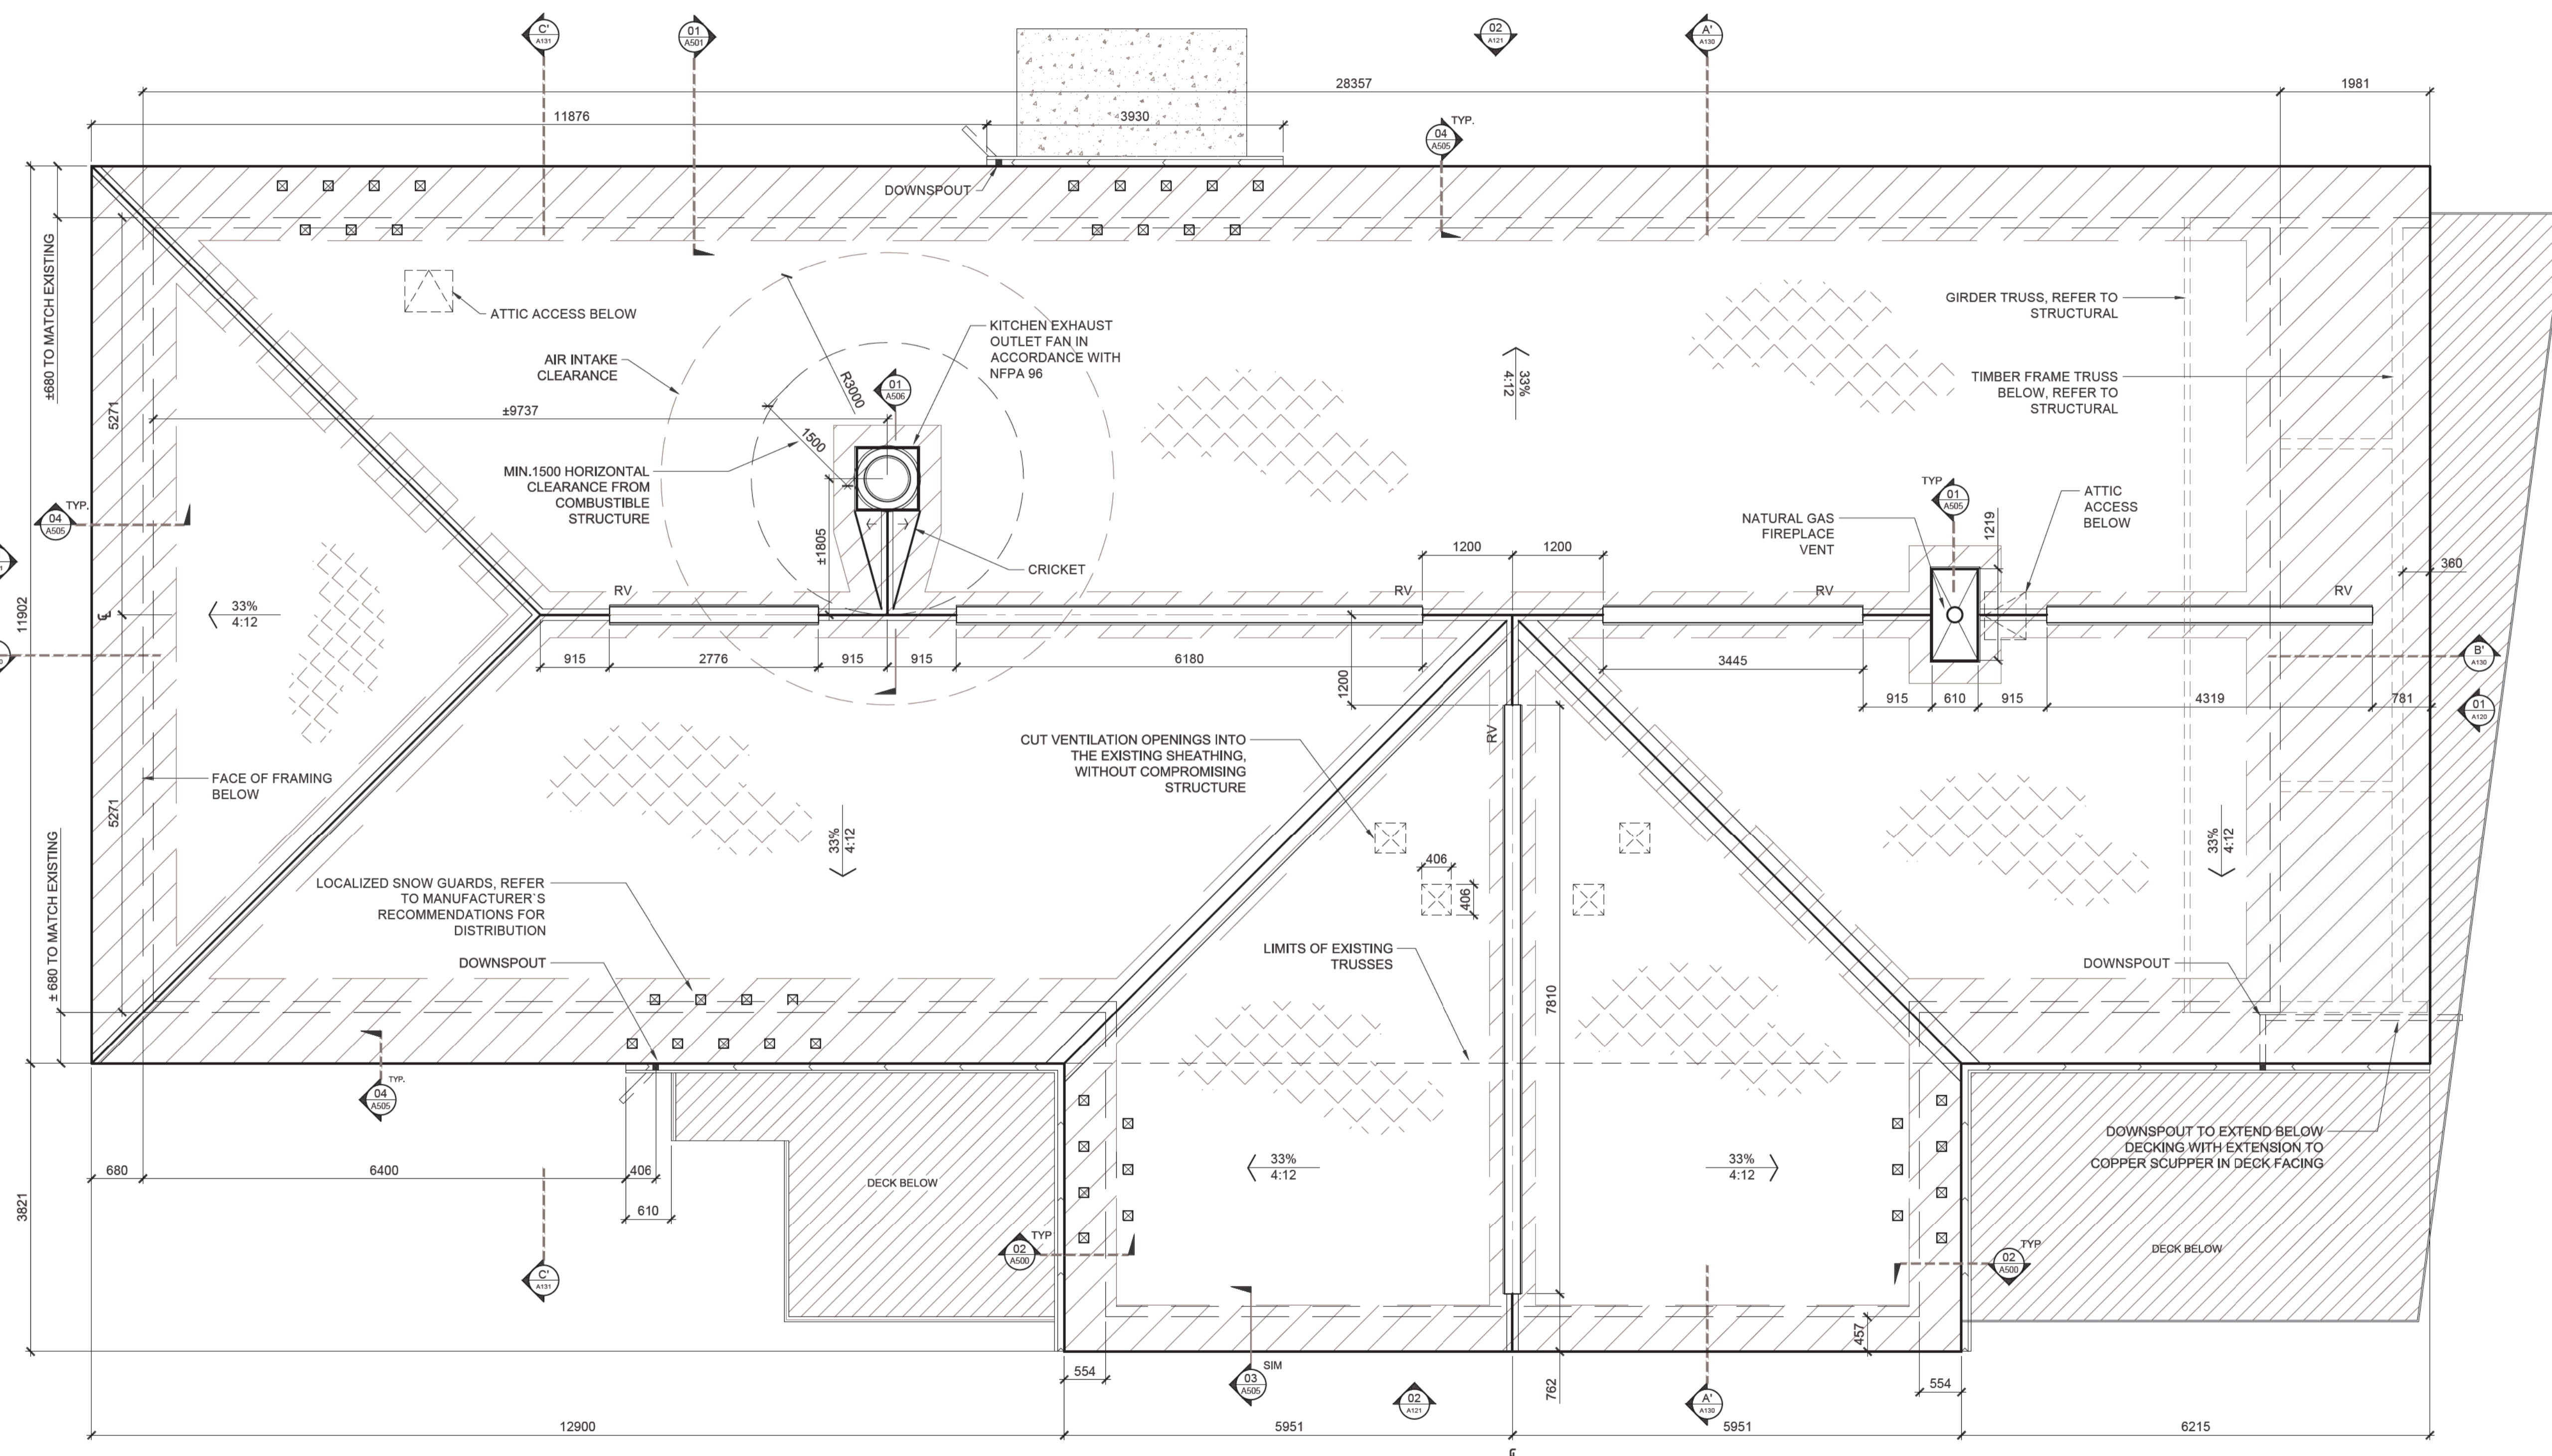 C'
A131
01
A501
02
A121
A'
A130
28357
1981
11876
3930
04
A505
TYP.
DOWNSPOUT
±680 TO MATCH EXISTING
5271
ATTIC ACCESS BELOW
AIR INTAKE
CLEARANCE
R3000
KITCHEN EXHAUST
OUTLET FAN IN
ACCORDANCE WITH
NFPA 96
01
A506
±9737
1500
MIN.1500 HORIZONTAL
CLEARANCE FROM
COMBUSTIBLE
STRUCTURE
±1805
CRICKET
33%
4:12
GIRDER TRUSS, REFER TO
STRUCTURAL
TIMBER FRAME TRUSS
BELOW, REFER TO
STRUCTURAL
TYP
01
A505
ATTIC
ACCESS
BELOW
NATURAL GAS
FIREPLACE
VENT
1219
360
04
A505
TYP.
11902
33%
4:12
RV
RV
1200
1200
RV
RV
915
2776
915
915
6180
1200
3445
915
610
915
4319
781
B'
A130
01
A120
RV
CUT VENTILATION OPENINGS INTO
THE EXISTING SHEATHING,
WITHOUT COMPROMISING
STRUCTURE
FACE OF FRAMING
BELOW
5271
± 680 TO MATCH EXISTING
33%
4:12
33%
4:12
406
406
LOCALIZED SNOW GUARDS, REFER
TO MANUFACTURER'S
RECOMMENDATIONS FOR
DISTRIBUTION
DOWNSPOUT
LIMITS OF EXISTING
TRUSSES
7810
DOWNSPOUT
04
A505
TYP.
680
6400
406
610
3821
DECK BELOW
33%
4:12
33%
4:12
DOWNSPOUT TO EXTEND BELOW
DECKING WITH EXTENSION TO
COPPER SCUPPER IN DECK FACING
02
A500
TYP
02
A500
TYP
DECK BELOW
C'
A131
554
03
A505
SIM
02
A121
762
A'
A130
457
554
12900
5951
5951
6215